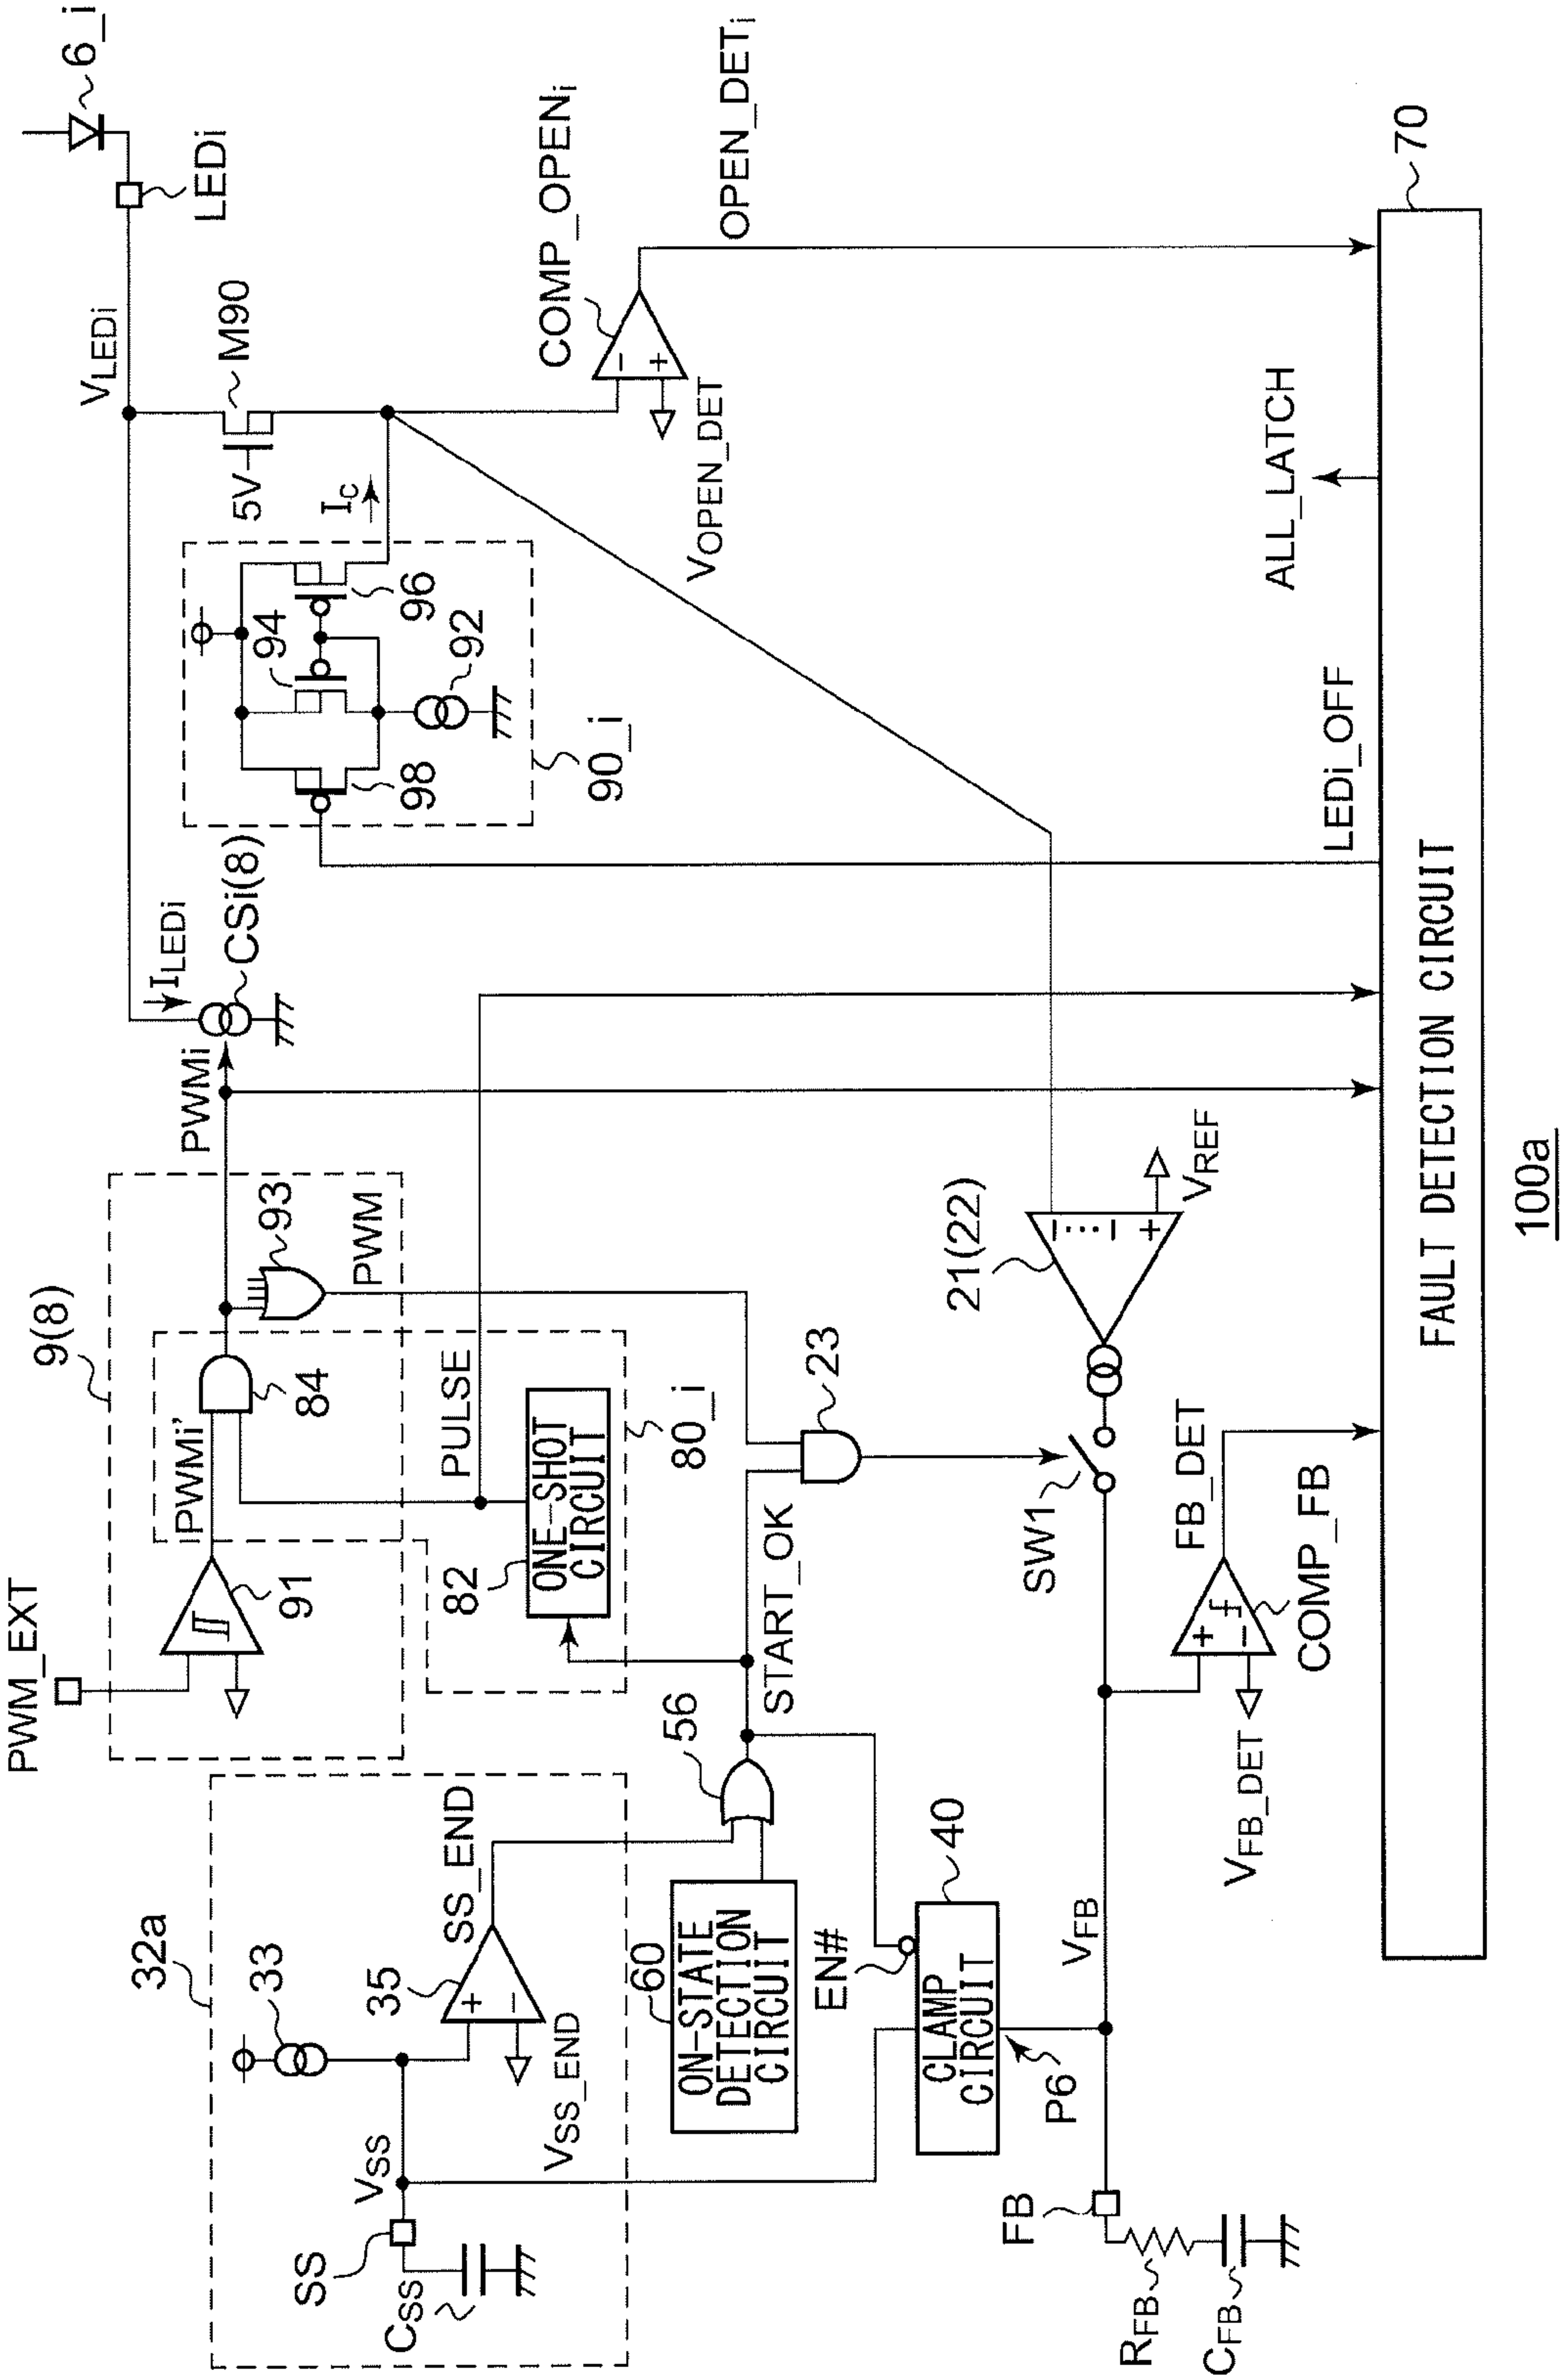 PWM_EXT
9(8)
91
PWMi'
84
93
PWM
PWMi
ILEDi
CSi(8)
VLEDi
LEDi
6_i
M90
5V
IC
94
96
92
98
90_i
COMP_OPENi
−
+
VOPEN_DET
OPEN_DETi
32a
33
35
+
−
SS_END
VSS_END
VSS
SS
CSS
PULSE
ONE-SHOT
CIRCUIT
82
80_i
56
START_OK
23
60
ON-STATE
DETECTION
CIRCUIT
EN#
40
CLAMP
CIRCUIT
P6
SW1
21(22)
−···−
+
VREF
FB
RFB
CFB
VFB
+
−
VFB_DET
FB_DET
COMP_FB
LEDi_OFF
ALL_LATCH
70
FAULT DETECTION CIRCUIT
100a